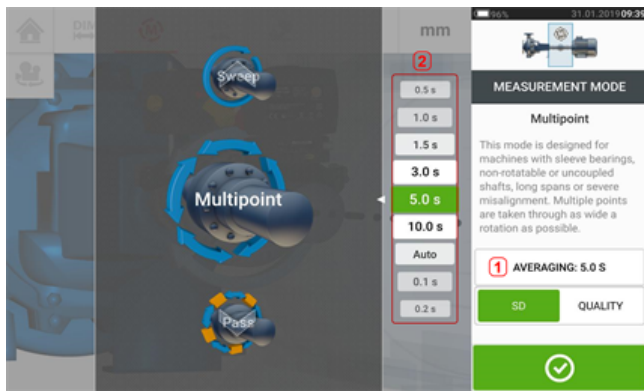 mm
2
Sweep
Multipoint
Pass
0.5 s
1.0 s
1.5 s
3.0 s
5.0 s
10.0 s
Auto
0.1 s
0.2 s
96%
31.01.2019 09:39
MEASUREMENT MODE
Multipoint
This mode is designed for
machines with sleeve bearings,
non-rotatable or uncoupled
shafts, long spans or severe
misalignment. Multiple points
are taken through as wide a
rotation as possible.
1 AVERAGING: 5.0 S
SD
QUALITY